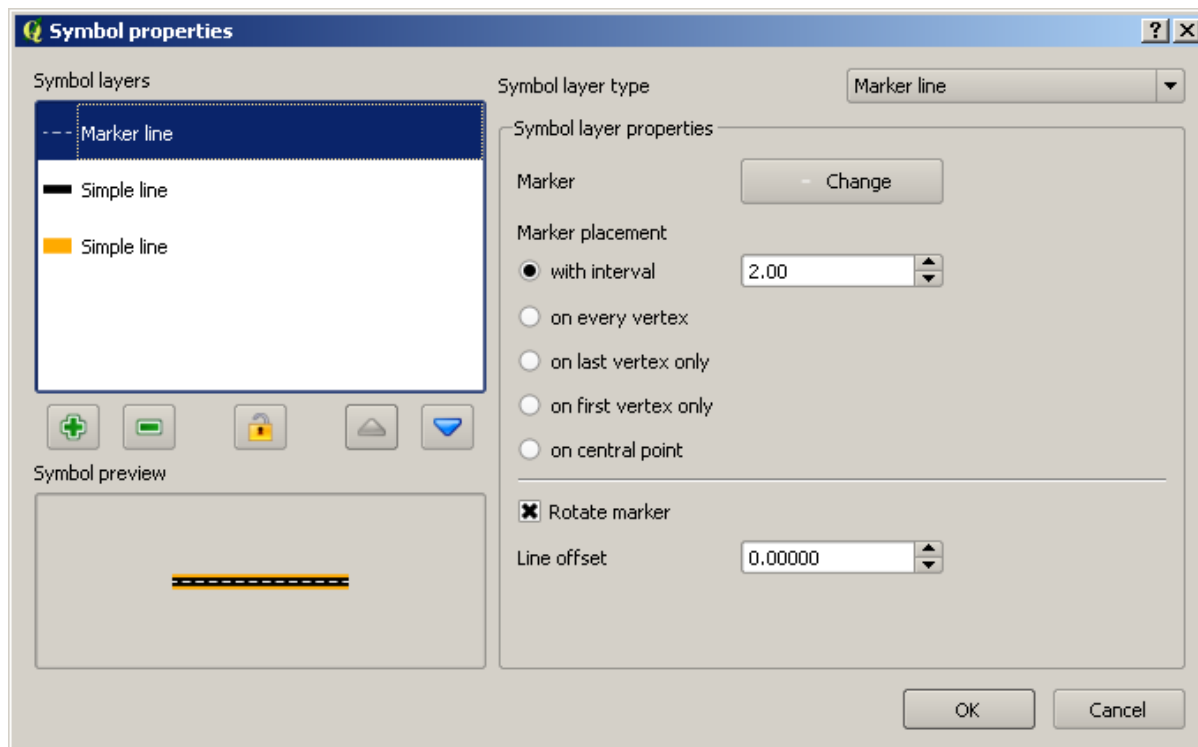 Symbol properties
Symbol layers
Marker line
Simple line
Simple line
Symbol preview
Symbol layer type
Marker line
Symbol layer properties
Marker
Change
Marker placement
with interval
2.00
on every vertex
on last vertex only
on first vertex only
on central point
Rotate marker
Line offset
0.00000
OK
Cancel